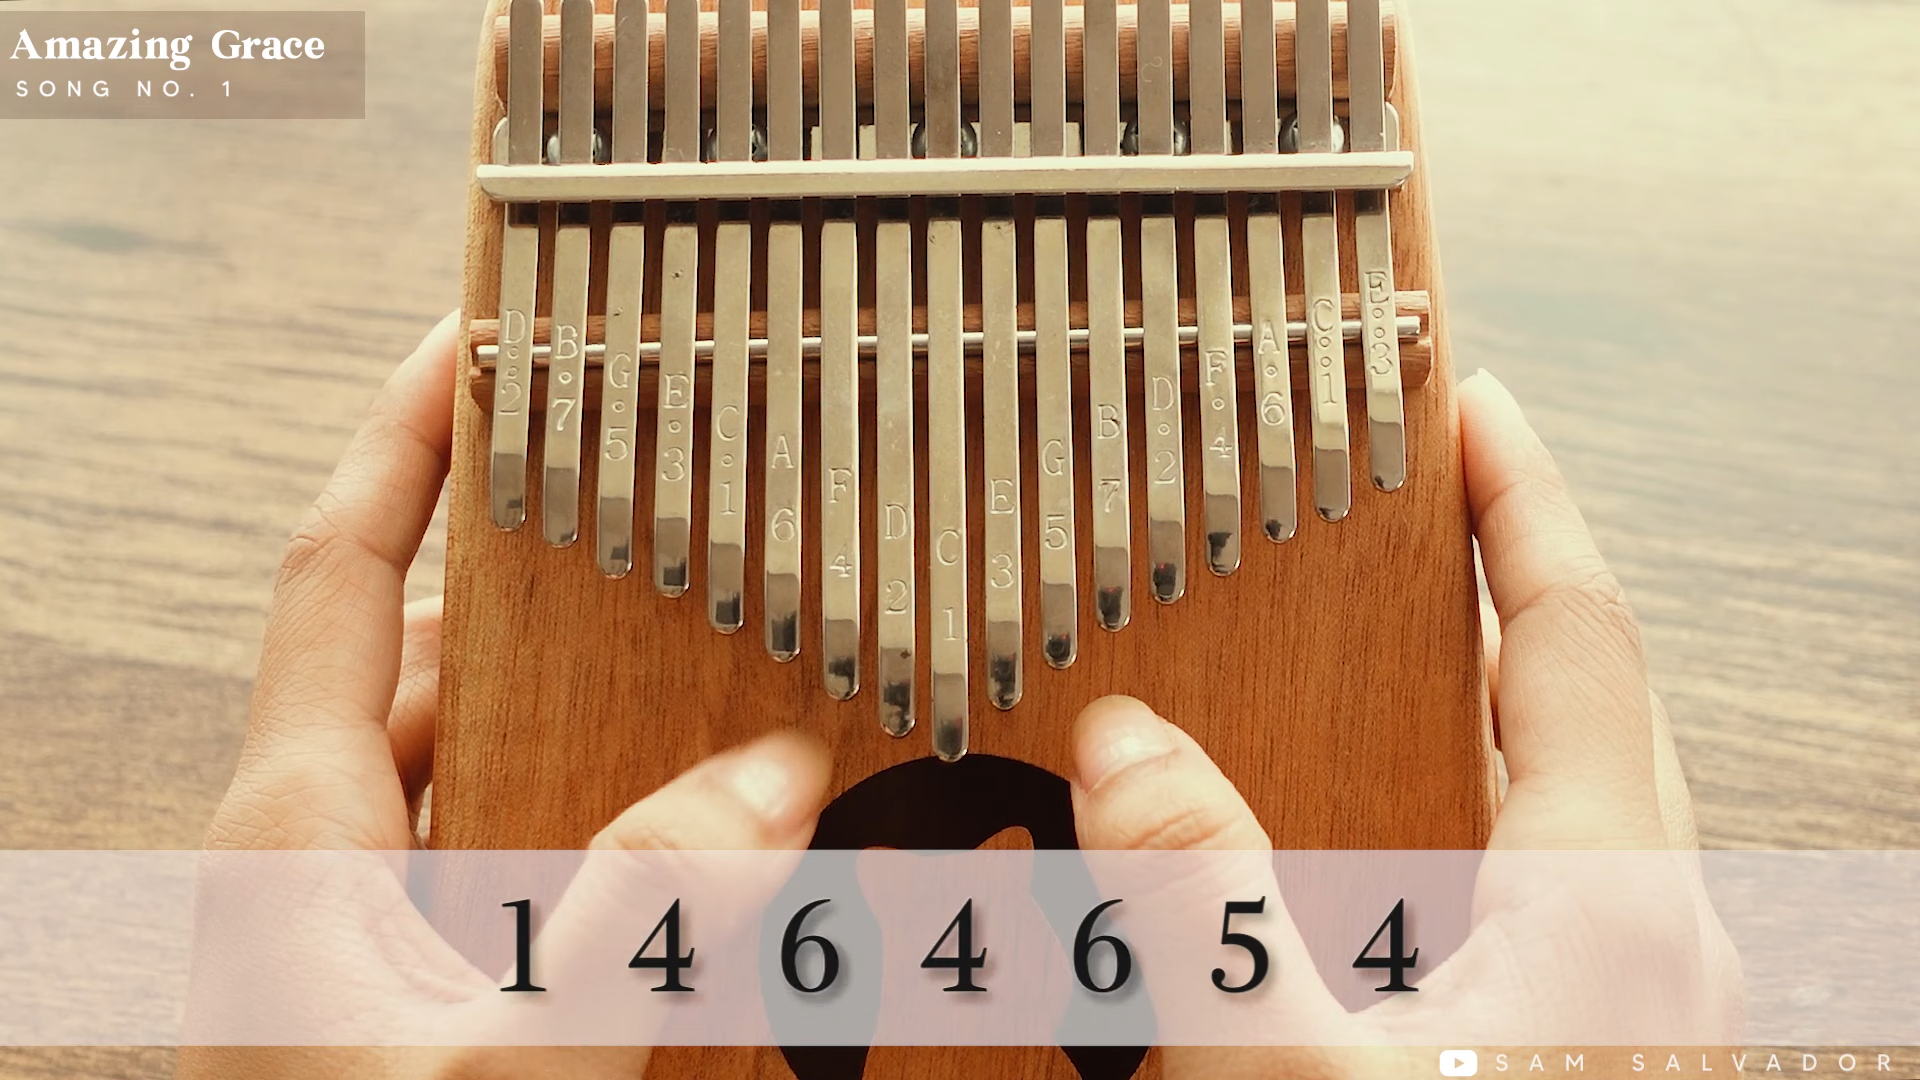 Amazing Grace
SONG NO. 1
D 2
B 7
G 5
E 3
C 1
A 6
F 4
D 2
C 1
E 3
G 5
B 7
D 2
F 4
A 6
C 1
E 3
1 4 6 4 6 5 4
SAM SALVADOR